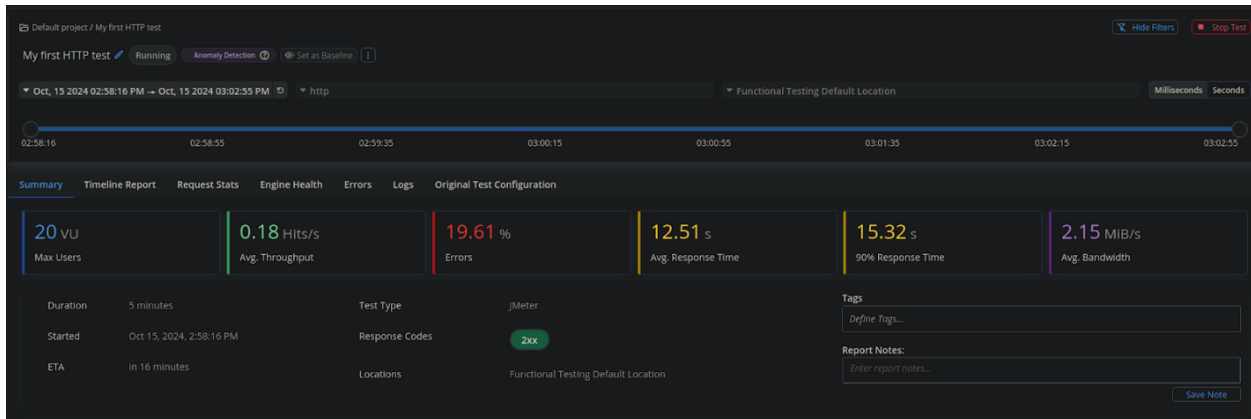 Default project / My first HTTP test
Hide Filters
Stop Test
My first HTTP test
Running
Anomaly Detection
Set as Baseline
Oct, 15 2024 02:58:16 PM → Oct, 15 2024 03:02:55 PM
http
Functional Testing Default Location
Milliseconds Seconds
02:58:16 02:58:55 02:59:35 03:00:15 03:00:55 03:01:35 03:02:15 03:02:55
Summary Timeline Report Request Stats Engine Health Errors Logs Original Test Configuration
20 VU
Max Users
0.18 Hits/s
Avg. Throughput
19.61 %
Errors
12.51 s
Avg. Response Time
15.32 s
90% Response Time
2.15 MiB/s
Avg. Bandwidth
Duration 5 minutes
Started Oct 15, 2024, 2:58:16 PM
ETA in 16 minutes
Test Type jMeter
Response Codes 2xx
Locations Functional Testing Default Location
Tags
Define Tags...
Report Notes:
Enter report notes...
Save Note